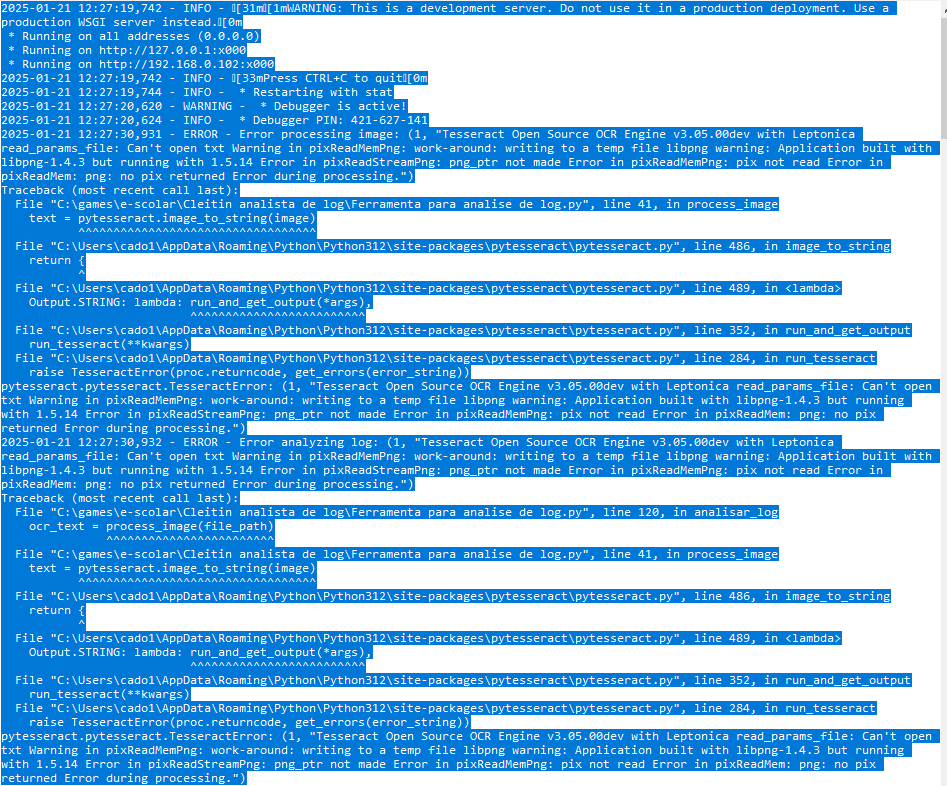 2025-01-21 12:27:19,742 - INFO - [31m[1mWARNING: This is a development server. Do not use it in a production deployment. Use a
production WSGI server instead.[0m
 * Running on all addresses (0.0.0.0)
 * Running on http://127.0.0.1:x000
 * Running on http://192.168.0.102:x000
2025-01-21 12:27:19,742 - INFO - [33mPress CTRL+C to quit[0m
2025-01-21 12:27:19,744 - INFO -  * Restarting with stat
2025-01-21 12:27:20,620 - WARNING -  * Debugger is active!
2025-01-21 12:27:20,624 - INFO -  * Debugger PIN: 421-627-141
2025-01-21 12:27:30,931 - ERROR - Error processing image: (1, "Tesseract Open Source OCR Engine v3.05.00dev with Leptonica
read_params_file: Can't open txt Warning in pixReadMemPng: work-around: writing to a temp file libpng warning: Application built with
libpng-1.4.3 but running with 1.5.14 Error in pixReadStreamPng: png_ptr not made Error in pixReadMemPng: pix not read Error in
pixReadMem: png: no pix returned Error during processing.")
Traceback (most recent call last):
  File "C:\games\e-scolar\Cleitin analista de log\Ferramenta para analise de log.py", line 41, in process_image
    text = pytesseract.image_to_string(image)
           ^^^^^^^^^^^^^^^^^^^^^^^^^^^^^^^^^^
  File "C:\Users\cado1\AppData\Roaming\Python\Python312\site-packages\pytesseract\pytesseract.py", line 486, in image_to_string
    return {
           ^
  File "C:\Users\cado1\AppData\Roaming\Python\Python312\site-packages\pytesseract\pytesseract.py", line 489, in <lambda>
    Output.STRING: lambda: run_and_get_output(*args),
                           ^^^^^^^^^^^^^^^^^^^^^^^^^
  File "C:\Users\cado1\AppData\Roaming\Python\Python312\site-packages\pytesseract\pytesseract.py", line 352, in run_and_get_output
    run_tesseract(**kwargs)
  File "C:\Users\cado1\AppData\Roaming\Python\Python312\site-packages\pytesseract\pytesseract.py", line 284, in run_tesseract
    raise TesseractError(proc.returncode, get_errors(error_string))
pytesseract.pytesseract.TesseractError: (1, "Tesseract Open Source OCR Engine v3.05.00dev with Leptonica read_params_file: Can't open
txt Warning in pixReadMemPng: work-around: writing to a temp file libpng warning: Application built with libpng-1.4.3 but running
with 1.5.14 Error in pixReadStreamPng: png_ptr not made Error in pixReadMemPng: pix not read Error in pixReadMem: png: no pix
returned Error during processing.")
2025-01-21 12:27:30,932 - ERROR - Error analyzing log: (1, "Tesseract Open Source OCR Engine v3.05.00dev with Leptonica
read_params_file: Can't open txt Warning in pixReadMemPng: work-around: writing to a temp file libpng warning: Application built with
libpng-1.4.3 but running with 1.5.14 Error in pixReadStreamPng: png_ptr not made Error in pixReadMemPng: pix not read Error in
pixReadMem: png: no pix returned Error during processing.")
Traceback (most recent call last):
  File "C:\games\e-scolar\Cleitin analista de log\Ferramenta para analise de log.py", line 120, in analisar_log
    ocr_text = process_image(file_path)
               ^^^^^^^^^^^^^^^^^^^^^^^^
  File "C:\games\e-scolar\Cleitin analista de log\Ferramenta para analise de log.py", line 41, in process_image
    text = pytesseract.image_to_string(image)
           ^^^^^^^^^^^^^^^^^^^^^^^^^^^^^^^^^^
  File "C:\Users\cado1\AppData\Roaming\Python\Python312\site-packages\pytesseract\pytesseract.py", line 486, in image_to_string
    return {
           ^
  File "C:\Users\cado1\AppData\Roaming\Python\Python312\site-packages\pytesseract\pytesseract.py", line 489, in <lambda>
    Output.STRING: lambda: run_and_get_output(*args),
                           ^^^^^^^^^^^^^^^^^^^^^^^^^
  File "C:\Users\cado1\AppData\Roaming\Python\Python312\site-packages\pytesseract\pytesseract.py", line 352, in run_and_get_output
    run_tesseract(**kwargs)
  File "C:\Users\cado1\AppData\Roaming\Python\Python312\site-packages\pytesseract\pytesseract.py", line 284, in run_tesseract
    raise TesseractError(proc.returncode, get_errors(error_string))
pytesseract.pytesseract.TesseractError: (1, "Tesseract Open Source OCR Engine v3.05.00dev with Leptonica read_params_file: Can't open
txt Warning in pixReadMemPng: work-around: writing to a temp file libpng warning: Application built with libpng-1.4.3 but running
with 1.5.14 Error in pixReadStreamPng: png_ptr not made Error in pixReadMemPng: pix not read Error in pixReadMem: png: no pix
returned Error during processing.")